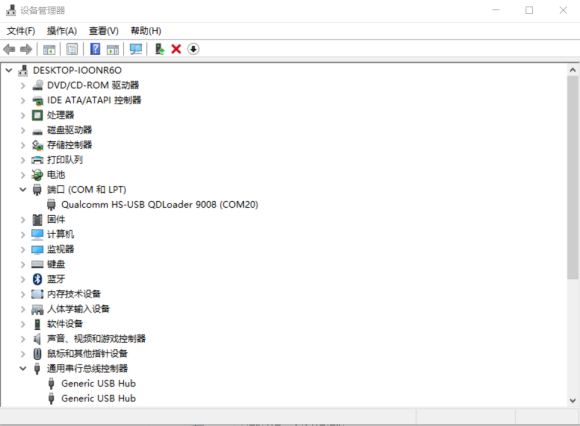 设备管理器
文件(F) 操作(A) 查看(V) 帮助(H)
DESKTOP-IOONR6O
DVD/CD-ROM 驱动器
IDE ATA/ATAPI 控制器
处理器
磁盘驱动器
存储控制器
打印队列
电池
端口 (COM 和 LPT)
Qualcomm HS-USB QDLoader 9008 (COM20)
固件
计算机
监视器
键盘
蓝牙
内存技术设备
人体学输入设备
软件设备
声音、视频和游戏控制器
鼠标和其他指针设备
通用串行总线控制器
Generic USB Hub
Generic USB Hub